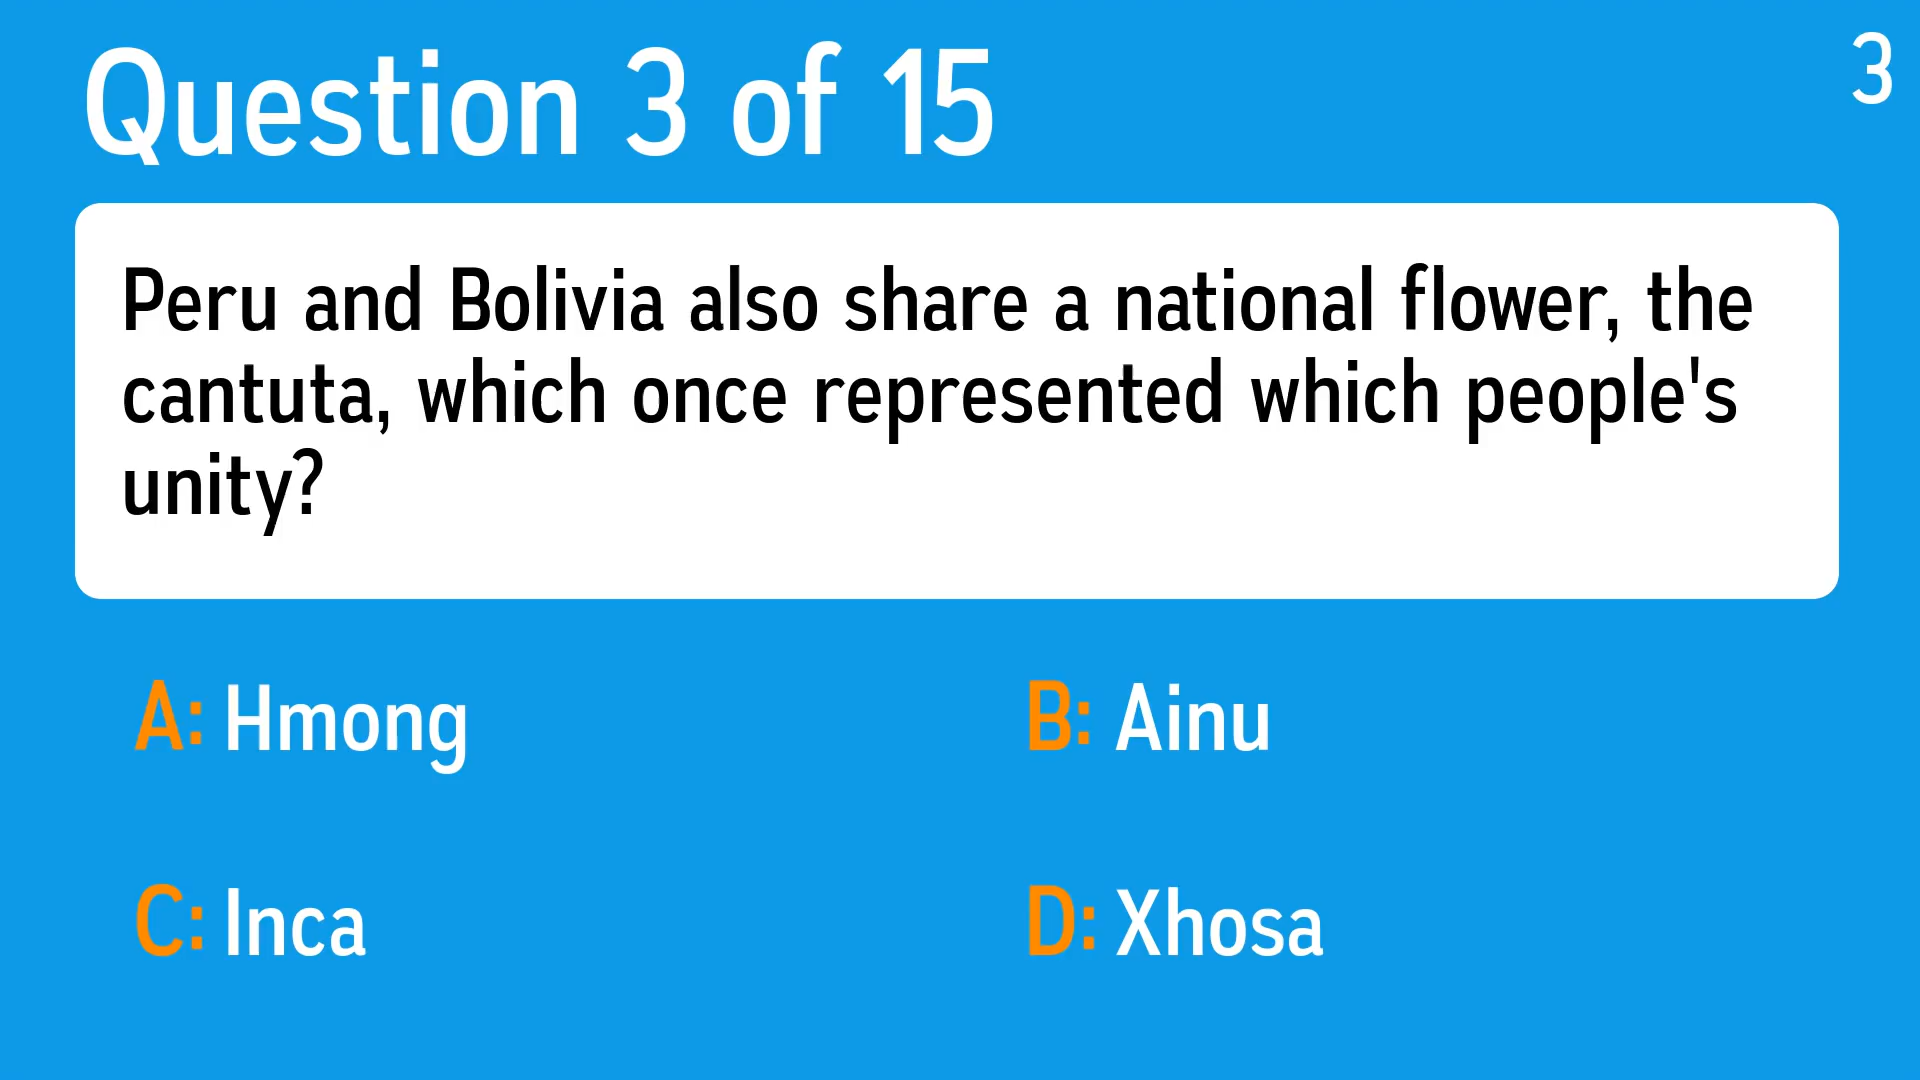 Question 3 of 15
3
Peru and Bolivia also share a national flower, the
cantuta, which once represented which people's
unity?
A: Hmong
B: Ainu
C: Inca
D: Xhosa